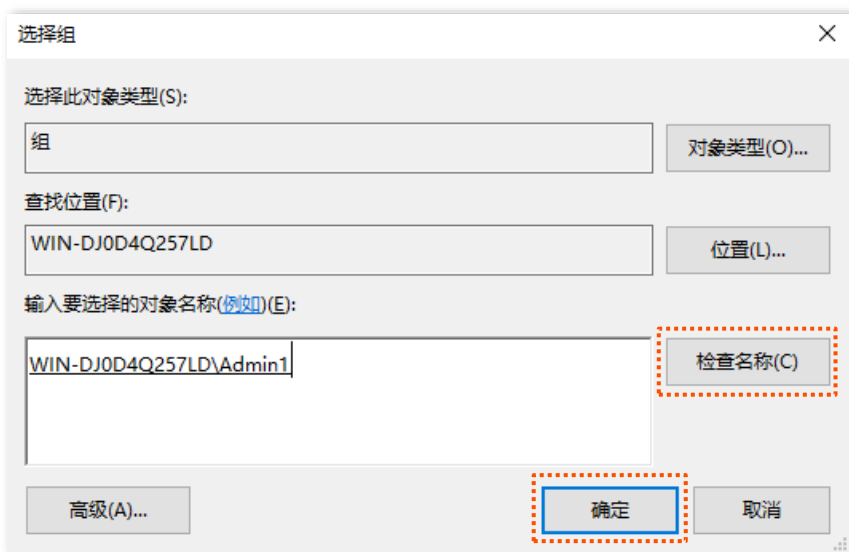 选择组
选择此对象类型(S):
组
对象类型(O)...
查找位置(F):
WIN-DJ0D4Q257LD
位置(L)...
输入要选择的对象名称(例如)(E):
WIN-DJ0D4Q257LD\Admin1
检查名称(C)
高级(A)...
确定
取消